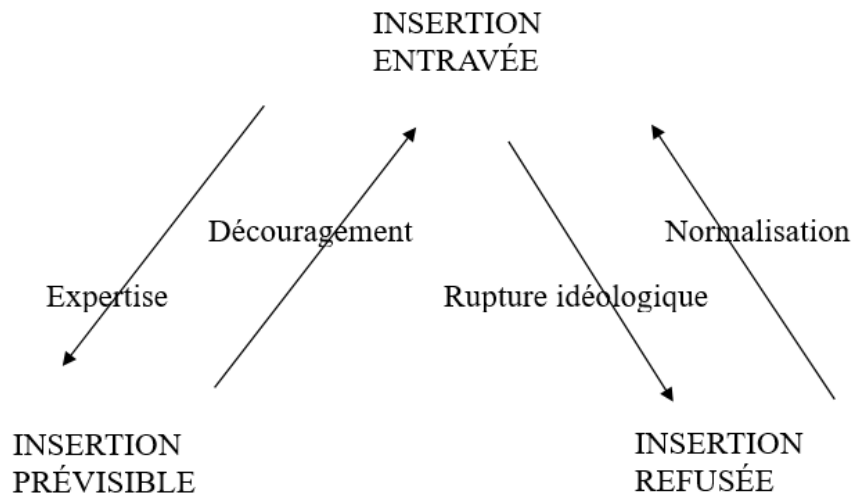 INSERTION
ENTRAVÉE
Découragement
Normalisation
Expertise
Rupture idéologique
INSERTION
PRÉVISIBLE
INSERTION
REFUSÉE